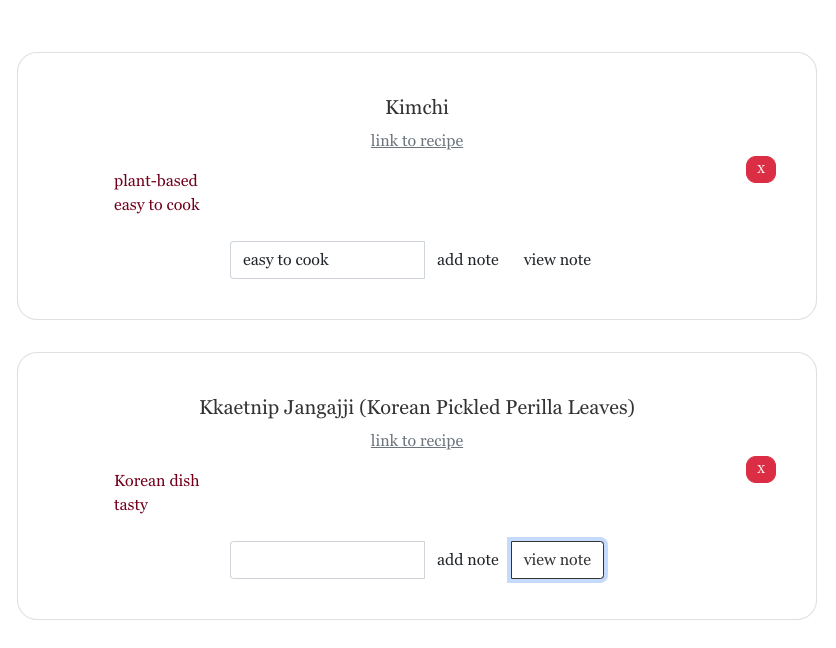 Kimchi
link to recipe
x
plant-based
easy to cook
easy to cook add note view note
Kkaetnip Jangajji (Korean Pickled Perilla Leaves)
link to recipe
x
Korean dish
tasty
add note view note